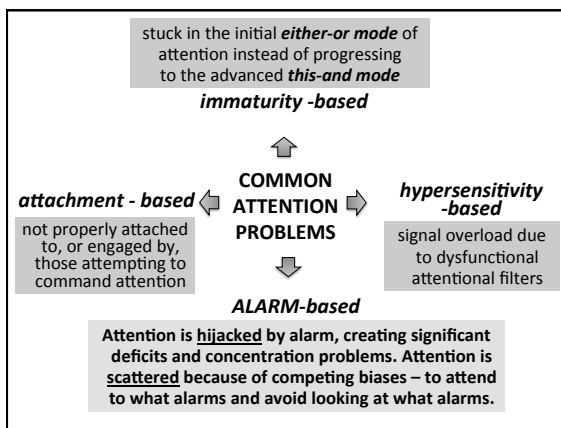 stuck in the initial either-or mode of
attention instead of progressing
to the advanced this-and mode
immaturity -based
COMMON
ATTENTION
PROBLEMS
attachment - based
not properly attached
to, or engaged by,
those attempting to
command attention
hypersensitivity
-based
signal overload due
to dysfunctional
attentional filters
ALARM-based
Attention is hijacked by alarm, creating significant
deficits and concentration problems. Attention is
scattered because of competing biases – to attend
to what alarms and avoid looking at what alarms.